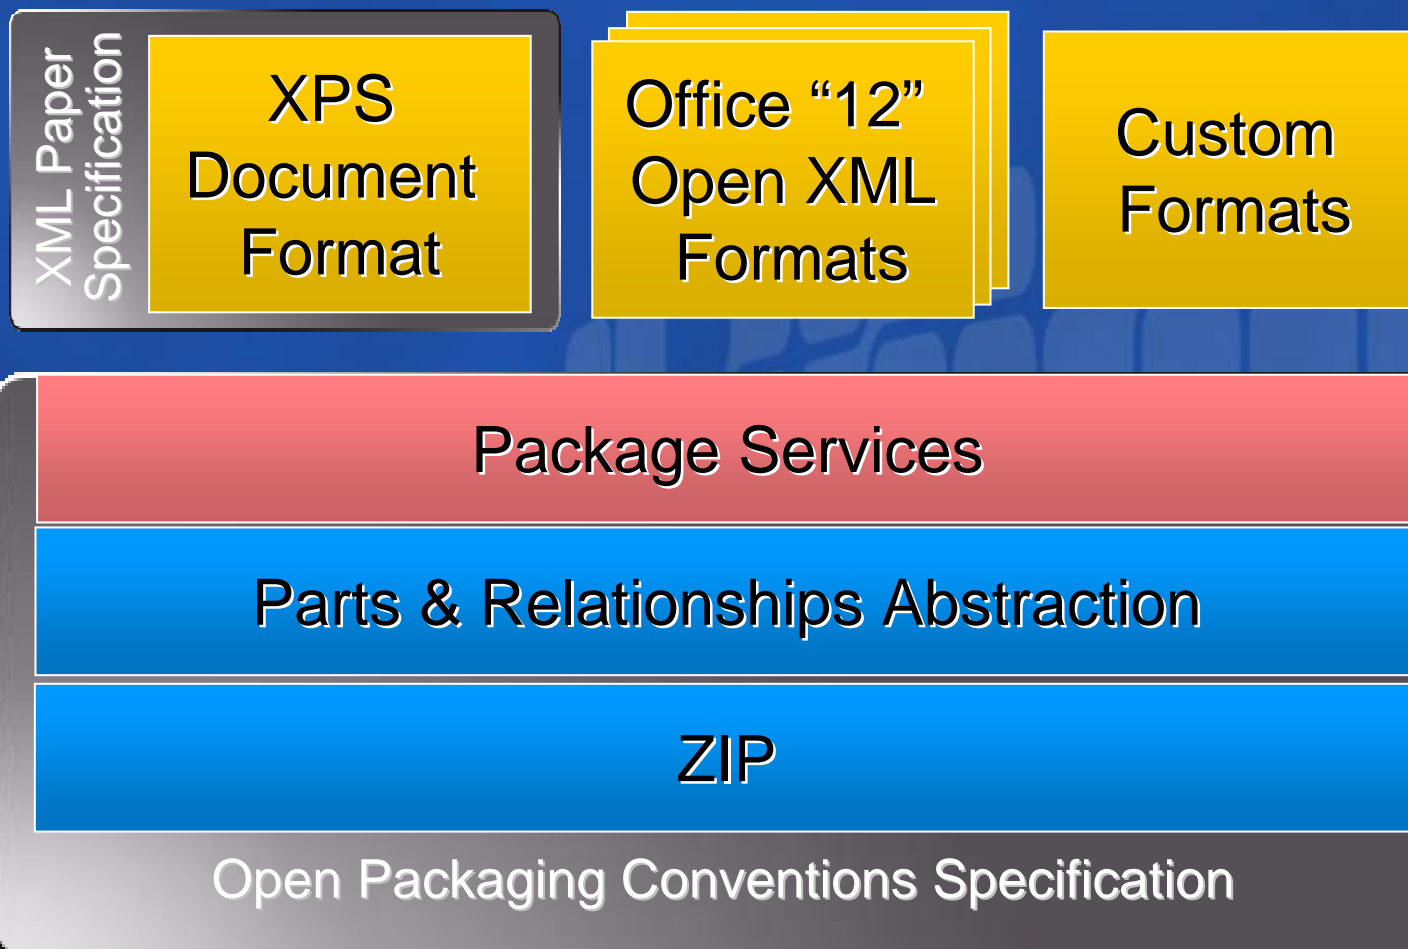 XML Paper
Specification
XPS
Document
Format
Office “12”
Open XML
Formats
Custom
Formats
Package Services
Parts & Relationships Abstraction
ZIP
Open Packaging Conventions Specification